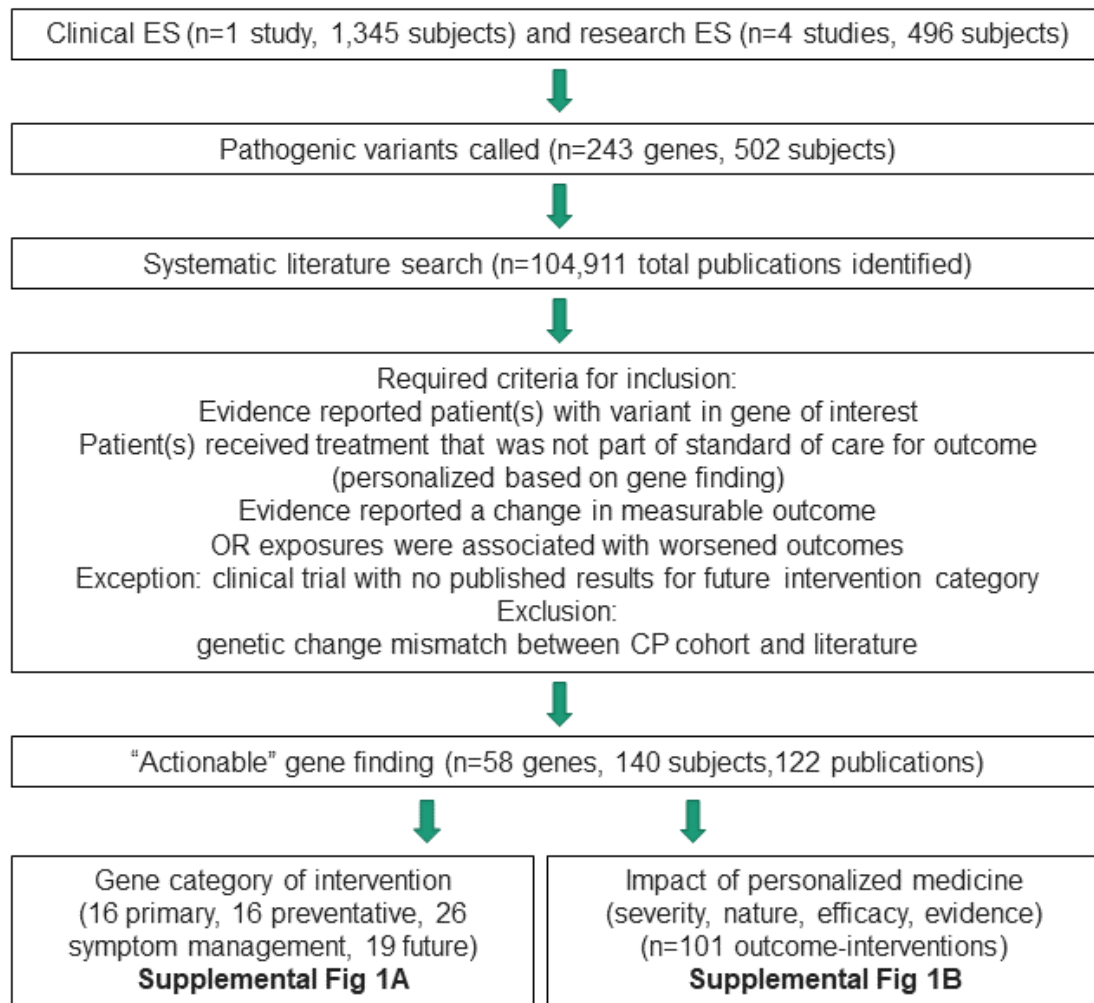 Clinical ES (n=1 study, 1,345 subjects) and research ES (n=4 studies, 496 subjects)
Pathogenic variants called (n=243 genes, 502 subjects)
Systematic literature search (n=104,911 total publications identified)
Required criteria for inclusion:
Evidence reported patient(s) with variant in gene of interest
Patient(s) received treatment that was not part of standard of care for outcome
(personalized based on gene finding)
Evidence reported a change in measurable outcome
OR exposures were associated with worsened outcomes
Exception: clinical trial with no published results for future intervention category
Exclusion:
genetic change mismatch between CP cohort and literature
“Actionable” gene finding (n=58 genes, 140 subjects,122 publications)
Gene category of intervention
(16 primary, 16 preventative, 26
symptom management, 19 future)
Supplemental Fig 1A
Impact of personalized medicine
(severity, nature, efficacy, evidence)
(n=101 outcome-interventions)
Supplemental Fig 1B